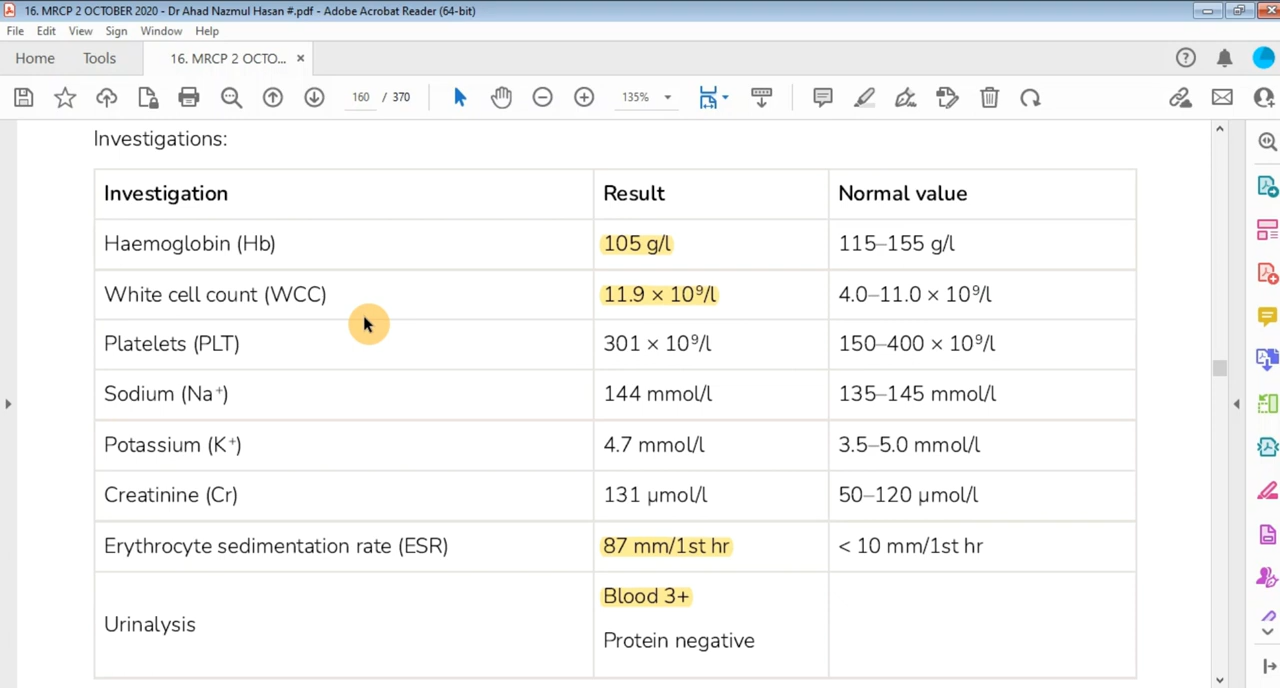 16. MRCP 2 OCTOBER 2020 - Dr Ahad Nazmul Hasan #.pdf - Adobe Acrobat Reader (64-bit)
File Edit View Sign Window Help
Home Tools 16. MRCP 2 OCTO... ×
160 / 370 135%
Investigations:
Investigation Result Normal value
Haemoglobin (Hb) 105 g/l 115–155 g/l
White cell count (WCC) 11.9 × 10⁹/l 4.0–11.0 × 10⁹/l
Platelets (PLT) 301 × 10⁹/l 150–400 × 10⁹/l
Sodium (Na⁺) 144 mmol/l 135–145 mmol/l
Potassium (K⁺) 4.7 mmol/l 3.5–5.0 mmol/l
Creatinine (Cr) 131 µmol/l 50–120 µmol/l
Erythrocyte sedimentation rate (ESR) 87 mm/1st hr < 10 mm/1st hr
Urinalysis Blood 3+
Protein negative